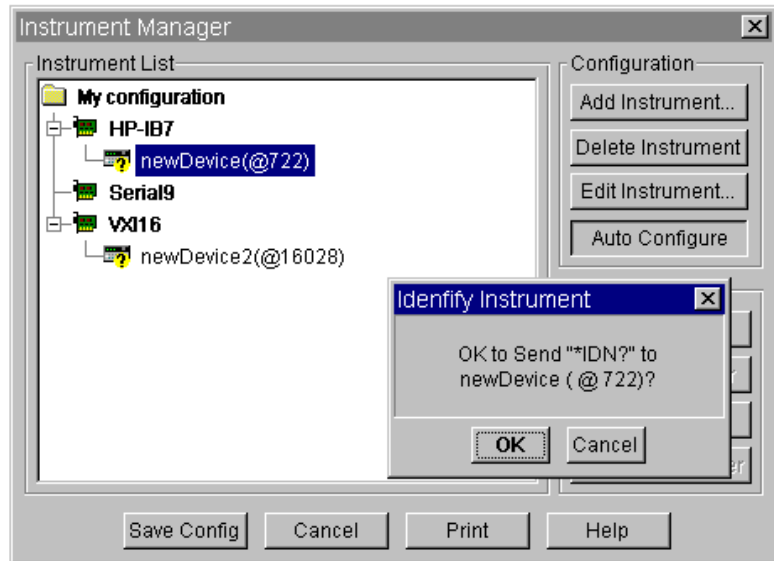 Instrument Manager
Instrument List
My configuration
HP-IB7
newDevice(@722)
Serial9
VXI16
newDevice2(@16028)
Configuration
Add Instrument...
Delete Instrument
Edit Instrument...
Auto Configure
Idenfify Instrument
OK to Send "*IDN?" to
newDevice ( @ 722)?
OK
Cancel
Save Config
Cancel
Print
Help